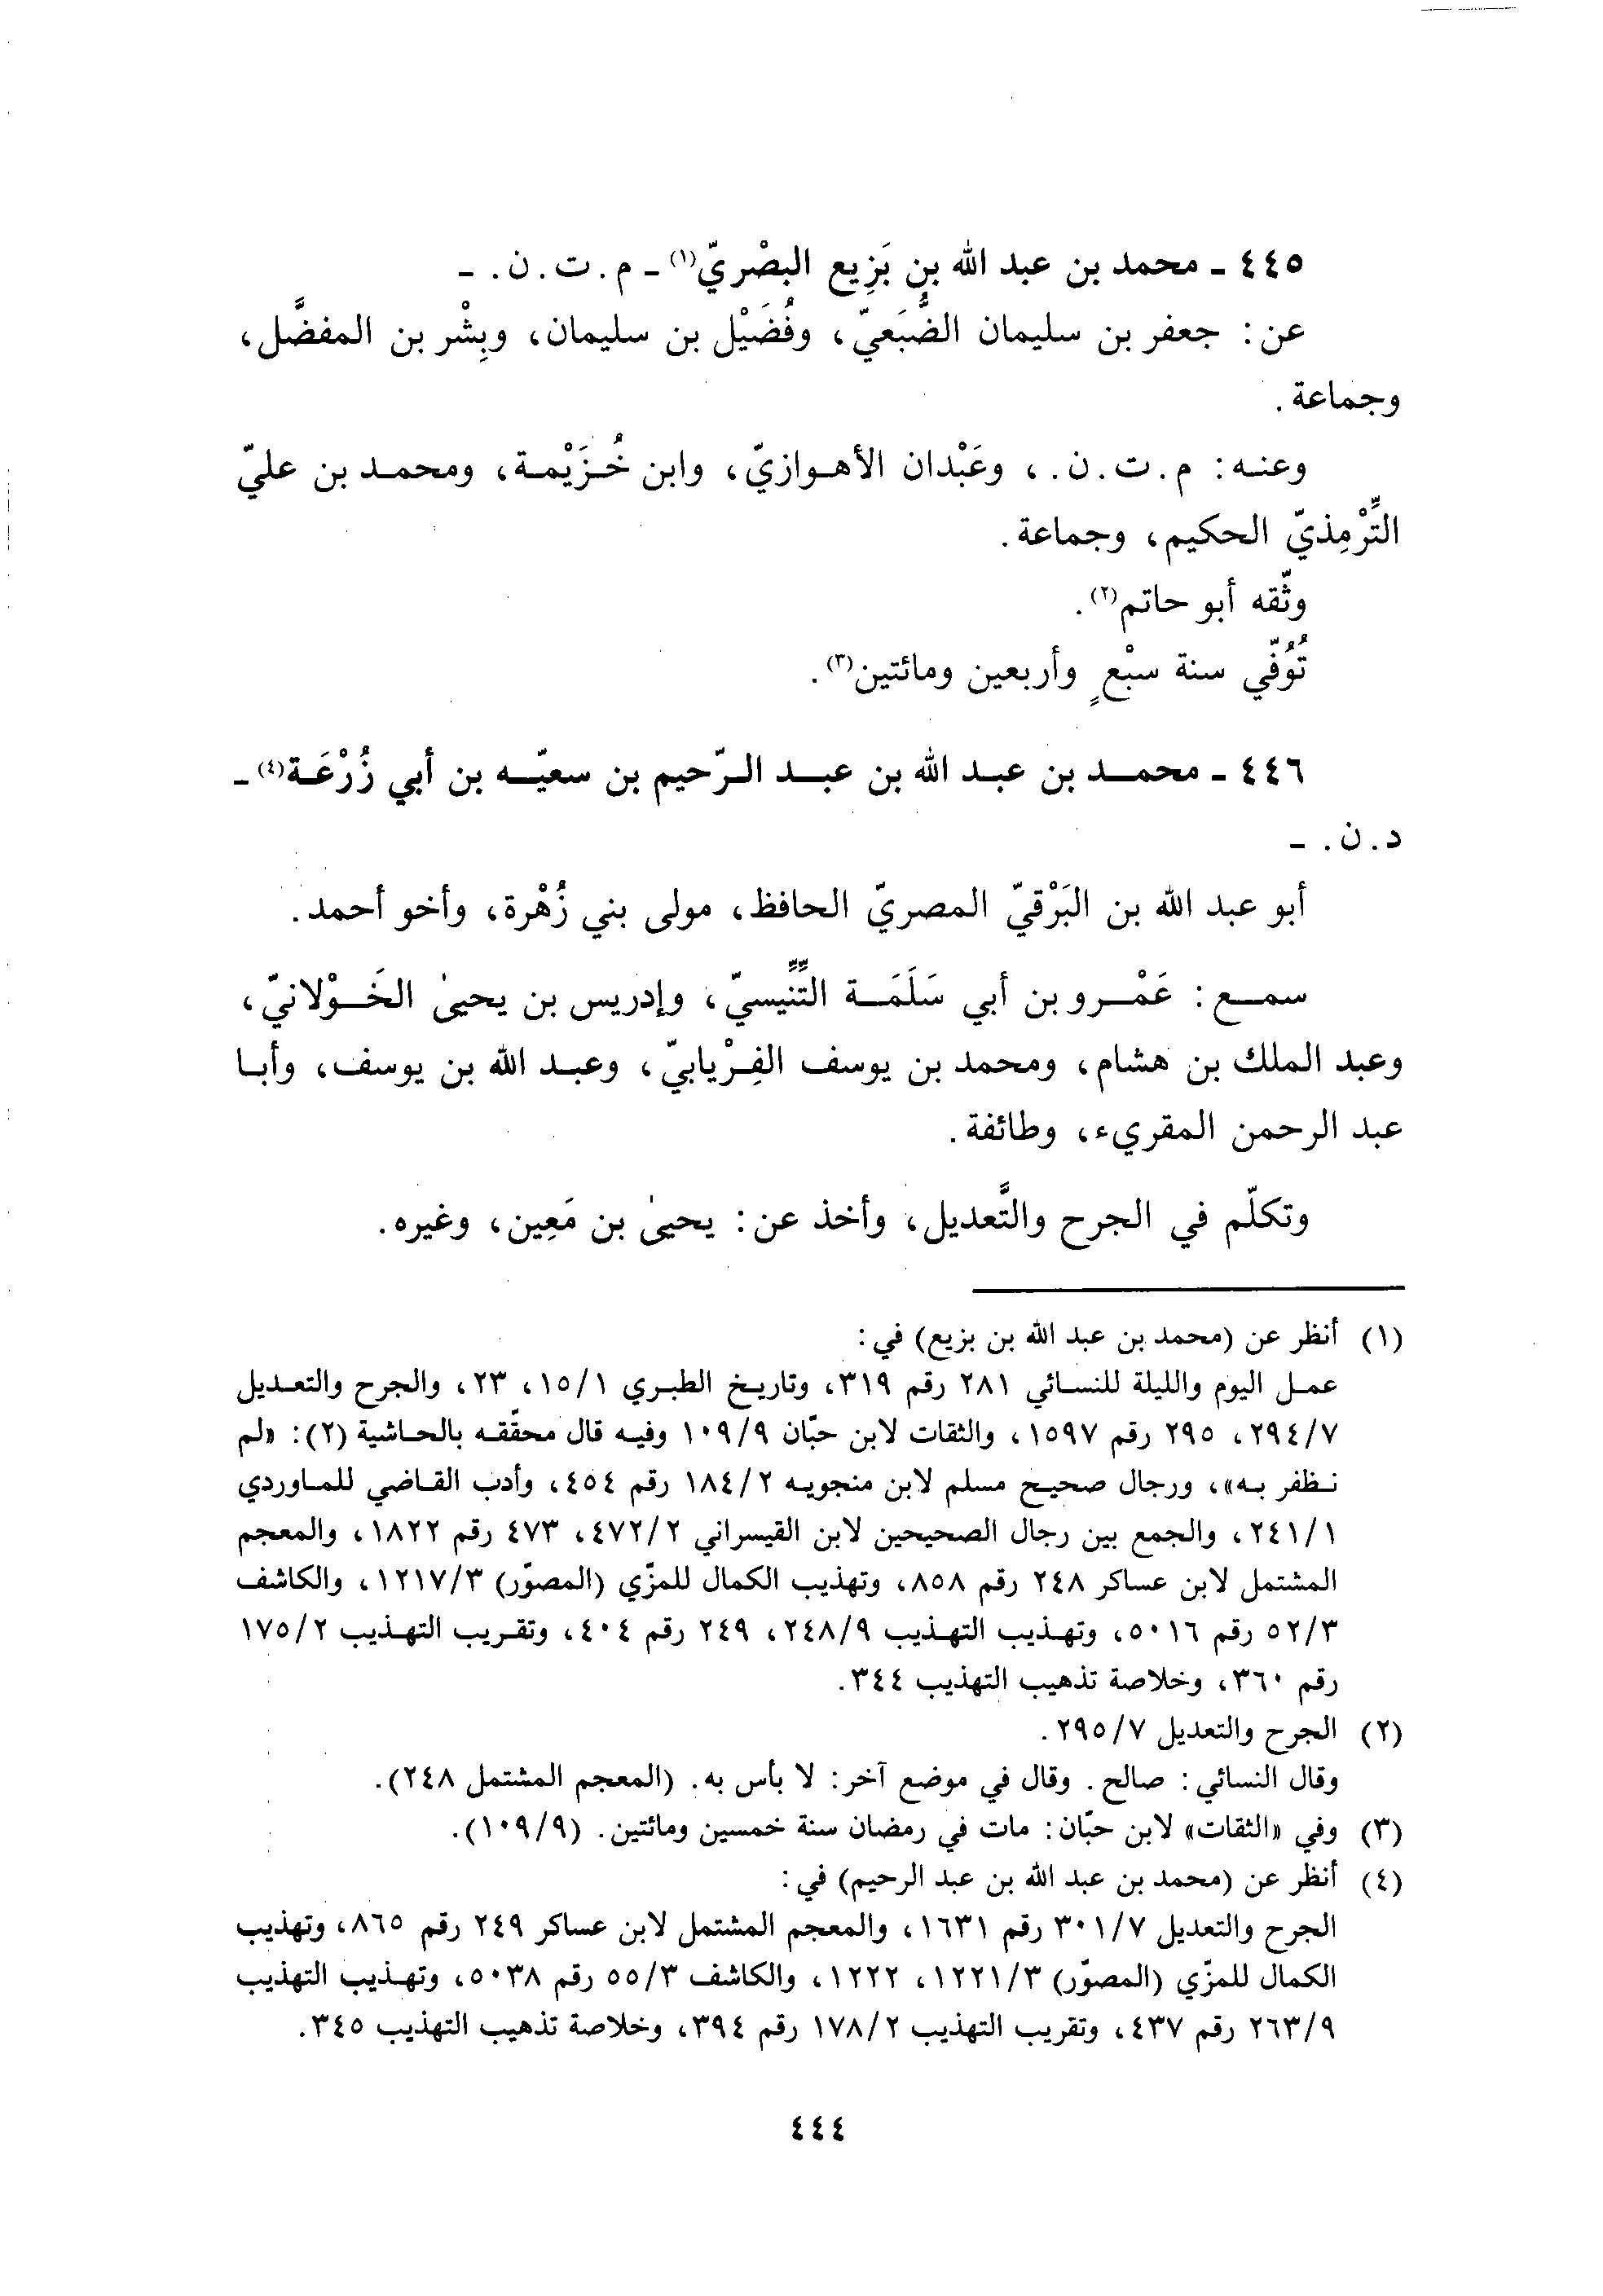 ٤٤٥ - محمد بن عبد الله بن بَزِيع البصْريّ(١) - م. ت. ن. -
عن: جعفر بن سليمان الضُّبَعيّ، وفُضَيْل بن سليمان، وبِشْر بن المفضَّل،
وجماعة.
وعنه: م. ت. ن.، وعَبْدان الأهوازيّ، وابن خُزَيْمة، ومحمد بن عليّ
التِّرْمِذيّ الحكيم، وجماعة.
وثّقه أبو حاتم(٢).
تُوُفّي سنة سبْعٍ وأربعين ومائتين(٣).
٤٤٦ - محمد بن عبد الله بن عبد الرّحيم بن سعيّه بن أبي زُرْعَة(٤) -
د. ن. -
أبو عبد الله بن البَرْقيّ المصريّ الحافظ، مولى بني زُهْرة، وأخو أحمد.
سمع: عَمْرو بن أبي سَلَمَة التِّنِّيسيّ، وإدريس بن يحيىٰ الخَوْلانيّ،
وعبد الملك بن هشام، ومحمد بن يوسف الفِرْيابيّ، وعبد الله بن يوسف، وأبا
عبد الرحمن المقريء، وطائفة.
وتكلّم في الجرح والتَّعديل، وأخذ عن: يحيىٰ بن مَعِين، وغيره.
(١) أنظر عن (محمد بن عبد الله بن بزيع) في:
عمل اليوم والليلة للنسائي ٢٨١ رقم ٣١٩، وتاريخ الطبري ١/١٥، ٢٣، والجرح والتعديل
٧/٢٩٤، ٢٩٥ رقم ١٥٩٧، والثقات لابن حبّان ٩/١٠٩ وفيه قال محقّقه بالحاشية (٢): «لم
نظفر به»، ورجال صحيح مسلم لابن منجويه ٢/١٨٤ رقم ٤٥٤، وأدب القاضي للماوردي
١/٢٤١، والجمع بين رجال الصحيحين لابن القيسراني ٢/٤٧٢، ٤٧٣ رقم ١٨٢٢، والمعجم
المشتمل لابن عساكر ٢٤٨ رقم ٨٥٨، وتهذيب الكمال للمزّي (المصوّر) ٣/١٢١٧، والكاشف
٣/٥٢ رقم ٥٠١٦، وتهذيب التهذيب ٩/٢٤٨، ٢٤٩ رقم ٤٠٤، وتقريب التهذيب ٢/١٧٥
رقم ٣٦٠، وخلاصة تذهيب التهذيب ٣٤٤.
(٢) الجرح والتعديل ٧/٢٩٥.
وقال النسائي: صالح. وقال في موضع آخر: لا بأس به. (المعجم المشتمل ٢٤٨).
(٣) وفي «الثقات» لابن حبّان: مات في رمضان سنة خمسين ومائتين. (٩/١٠٩).
(٤) أنظر عن (محمد بن عبد الله بن عبد الرحيم) في:
الجرح والتعديل ٧/٣٠١ رقم ١٦٣١، والمعجم المشتمل لابن عساكر ٢٤٩ رقم ٨٦٥، وتهذيب
الكمال للمزّي (المصوّر) ٣/١٢٢١، ١٢٢٢، والكاشف ٣/٥٥ رقم ٥٠٣٨، وتهذيب التهذيب
٩/٢٦٣ رقم ٤٣٧، وتقريب التهذيب ٢/١٧٨ رقم ٣٩٤، وخلاصة تذهيب التهذيب ٣٤٥.
٤٤٤